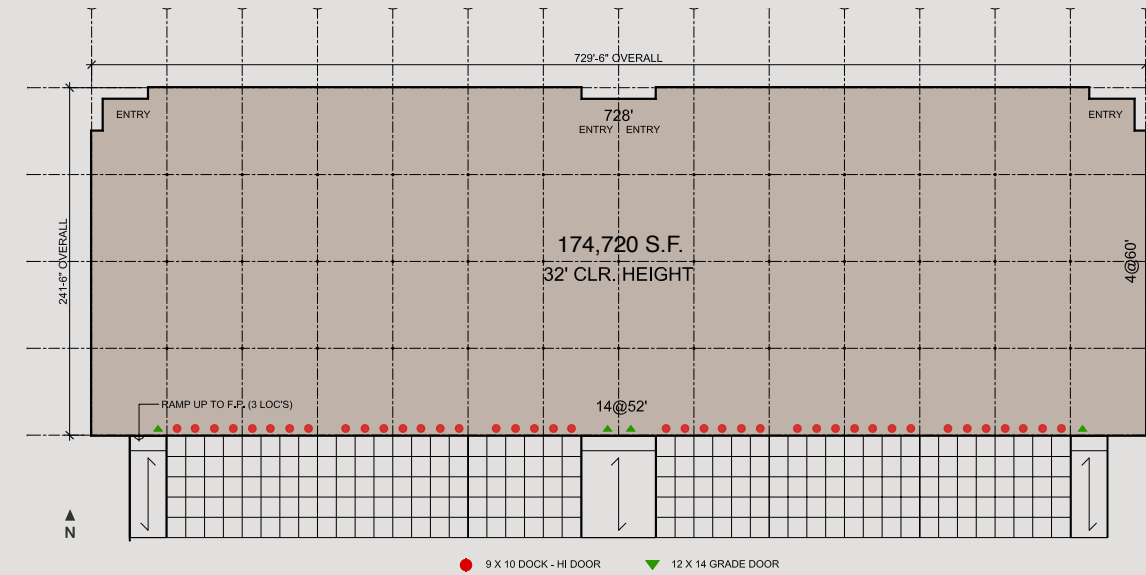 729'-6" OVERALL
ENTRY
728'
ENTRY ENTRY
ENTRY
241-6" OVERALL
174,720 S.F.
32' CLR. HEIGHT
4@60'
RAMP UP TO F.P. (3 LOC'S)
14@52'
N
9 X 10 DOCK - HI DOOR
12 X 14 GRADE DOOR